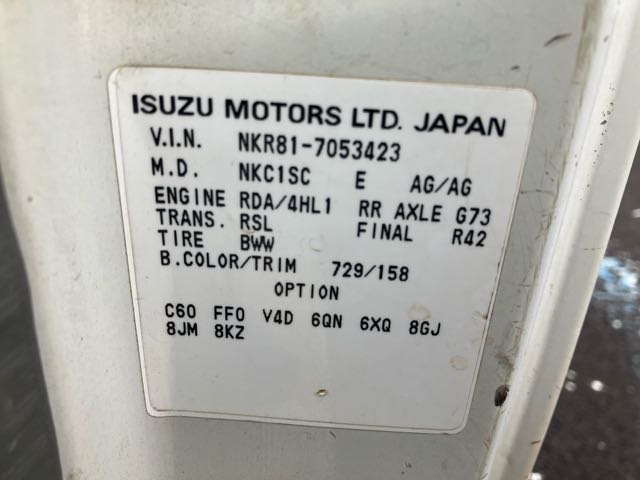 ISUZU MOTORS LTD. JAPAN
V.I.N. NKR81-7053423
M.D. NKC1SC E AG/AG
ENGINE RDA/4HL1 RR AXLE G73
TRANS. RSL FINAL R42
TIRE BWW
B.COLOR/TRIM 729/158
OPTION
C60 FF0 V4D 6QN 6XQ 8GJ
8JM 8KZ